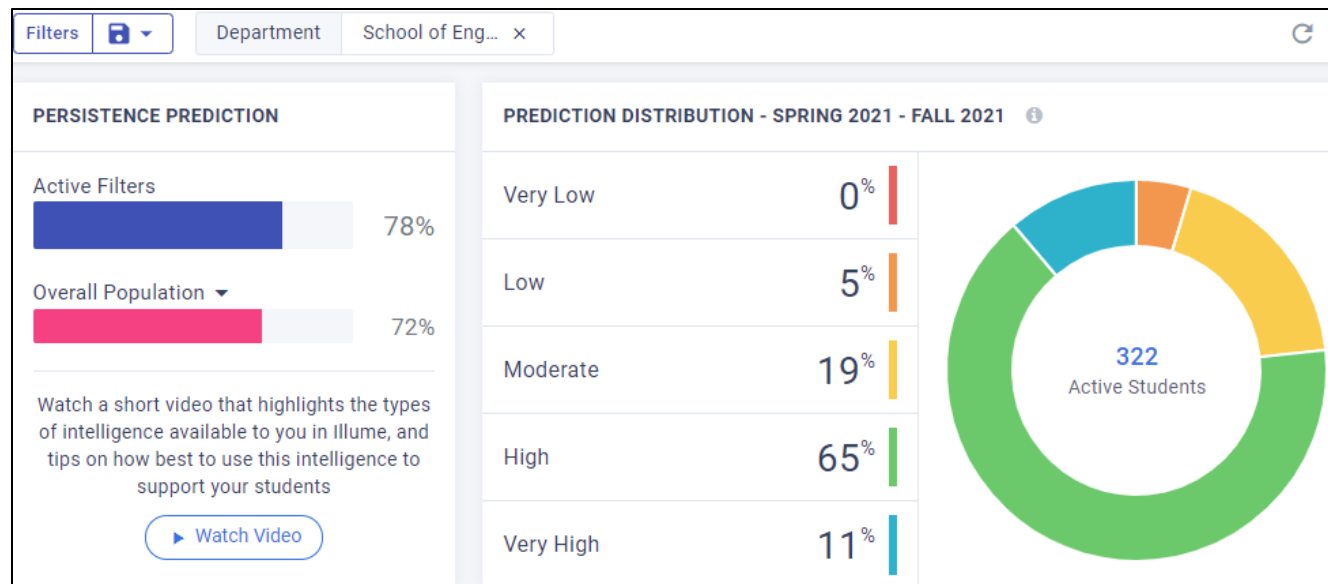 Filters
Department
School of Eng...
PERSISTENCE PREDICTION
Active Filters
78%
Overall Population
72%
Watch a short video that highlights the types
of intelligence available to you in Illume, and
tips on how best to use this intelligence to
support your students
Watch Video
PREDICTION DISTRIBUTION - SPRING 2021 - FALL 2021
Very Low 0%
Low 5%
Moderate 19%
High 65%
Very High 11%
322
Active Students